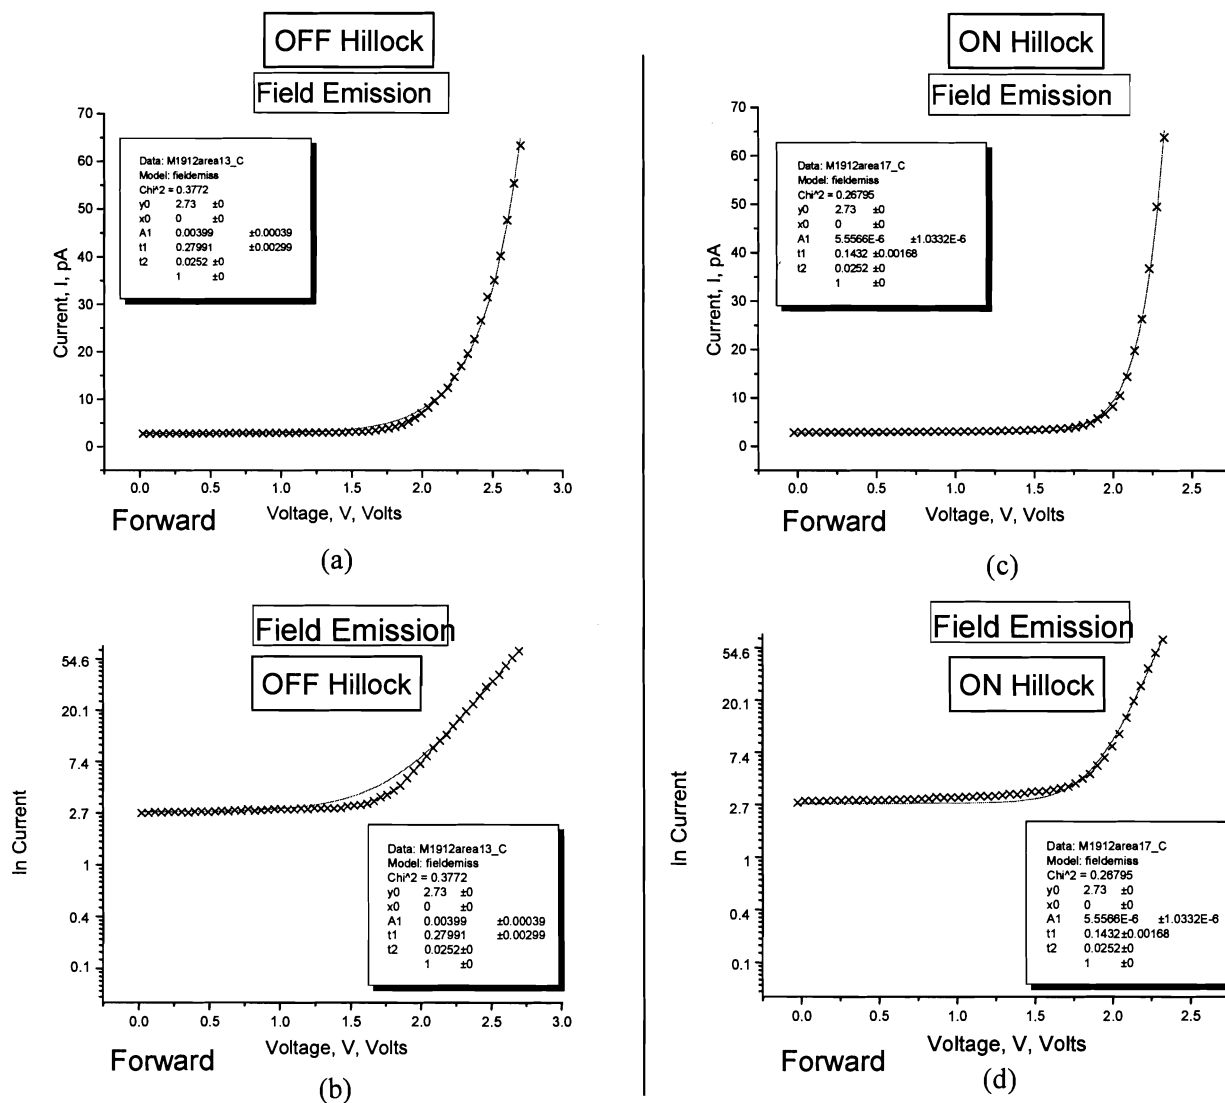 OFF Hillock
Field Emission
70
60
50
40
30
20
10
0
Current, I, pA
Data: M1912area13_C
Model: fieldemiss
Chi^2 = 0.3772
y0 2.73 ±0
x0 0 ±0
A1 0.00399 ±0.00039
t1 0.27991 ±0.00299
t2 0.0252 ±0
1 ±0
0.0 0.5 1.0 1.5 2.0 2.5 3.0
Forward
Voltage, V, Volts
(a)
Field Emission
OFF Hillock
54.6
20.1
7.4
2.7
1
0.4
0.1
ln Current
Data: M1912area13_C
Model: fieldemiss
Chi^2 = 0.3772
y0 2.73 ±0
x0 0 ±0
A1 0.00399 ±0.00039
t1 0.27991 ±0.00299
t2 0.0252±0
1 ±0
0.0 0.5 1.0 1.5 2.0 2.5 3.0
Forward
Voltage, V, Volts
(b)
ON Hillock
Field Emission
70
60
50
40
30
20
10
0
Current, I, pA
Data: M1912area17_C
Model: fieldemiss
Chi^2 = 0.26795
y0 2.73 ±0
x0 0 ±0
A1 5.5566E-6 ±1.0332E-6
t1 0.1432 ±0.00168
t2 0.0252 ±0
1 ±0
0.0 0.5 1.0 1.5 2.0 2.5
Forward
Voltage, V, Volts
(c)
Field Emission
ON Hillock
54.6
20.1
7.4
2.7
1
0.4
0.1
ln Current
Data: M1912area17_C
Model: fieldemiss
Chi^2 = 0.26795
y0 2.73 ±0
x0 0 ±0
A1 5.5566E-6 ±1.0332E-6
t1 0.1432±0.00168
t2 0.0252±0
1 ±0
0.0 0.5 1.0 1.5 2.0 2.5
Forward
Voltage, V, Volts
(d)